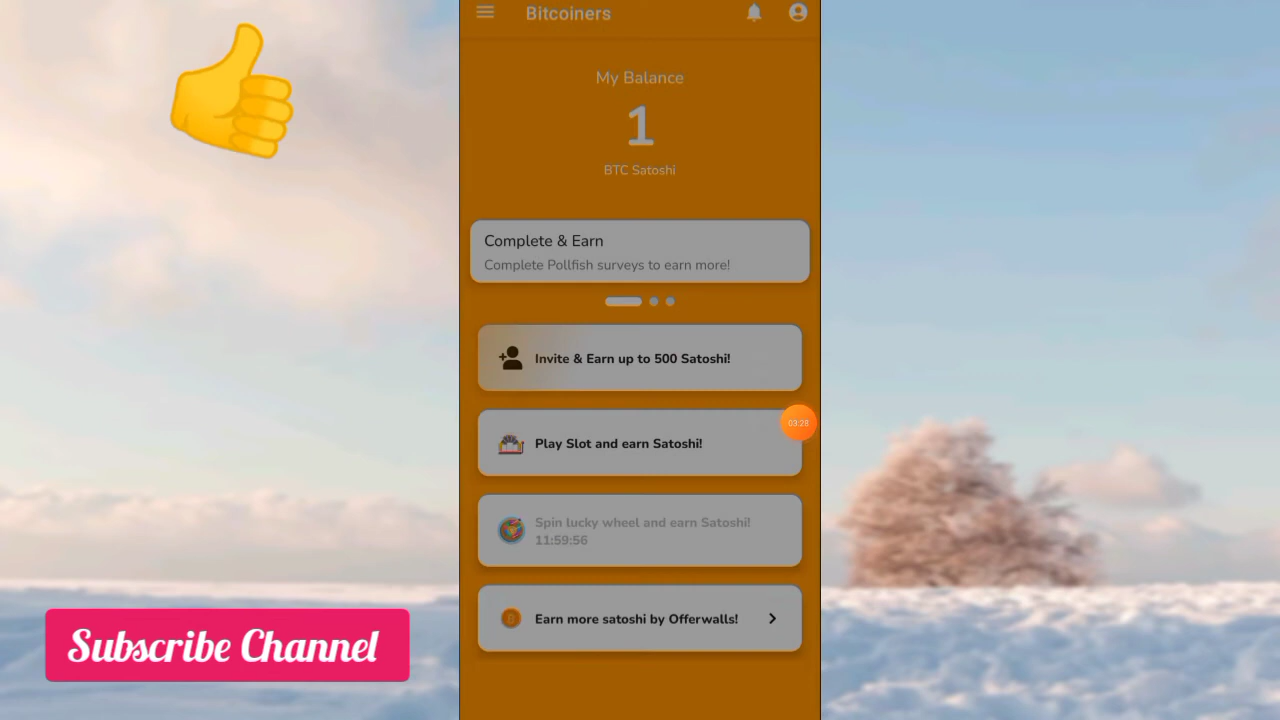 Bitcoiners
My Balance
1
BTC Satoshi
Complete & Earn
Complete Pollfish surveys to earn more!
Invite & Earn up to 500 Satoshi!
03:28
Play Slot and earn Satoshi!
Spin lucky wheel and earn Satoshi!
11:59:56
Earn more satoshi by Offerwalls!
Subscribe Channel